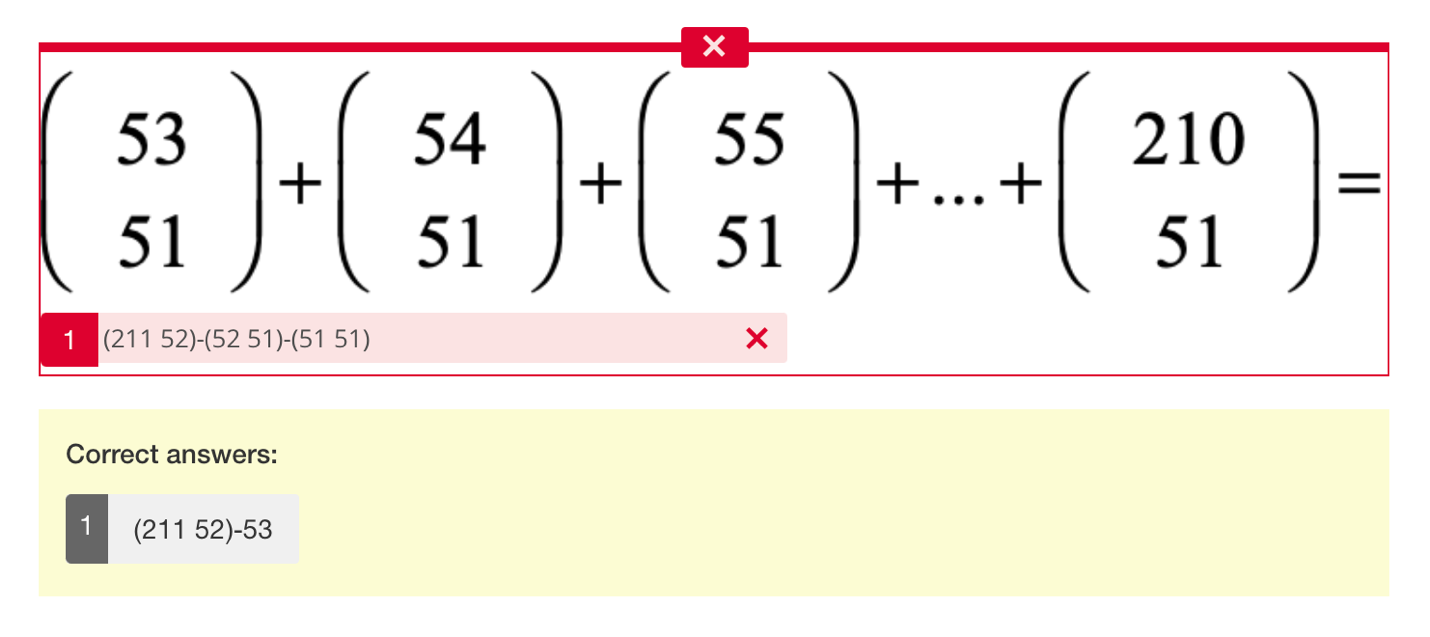 ✕
(53 51) + (54 51) + (55 51) + ... + (210 51) =
1 (211 52)-(52 51)-(51 51) ✕
Correct answers:
1 (211 52)-53